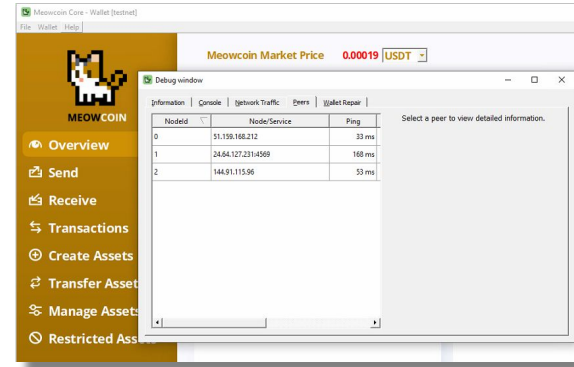 Meowcoin Core - Wallet [testnet]
File Wallet Help
Meowcoin Market Price 0.00019 USDT
MEOWCOIN
Overview
Send
Receive
Transactions
Create Assets
Transfer Asset
Manage Assets
Restricted Assets
Debug window
Information Console Network Traffic Peers Wallet Repair
NodeId Node/Service Ping
0 51.159.168.212 33 ms
1 24.64.127.231:4569 168 ms
2 144.91.115.96 53 ms
Select a peer to view detailed information.